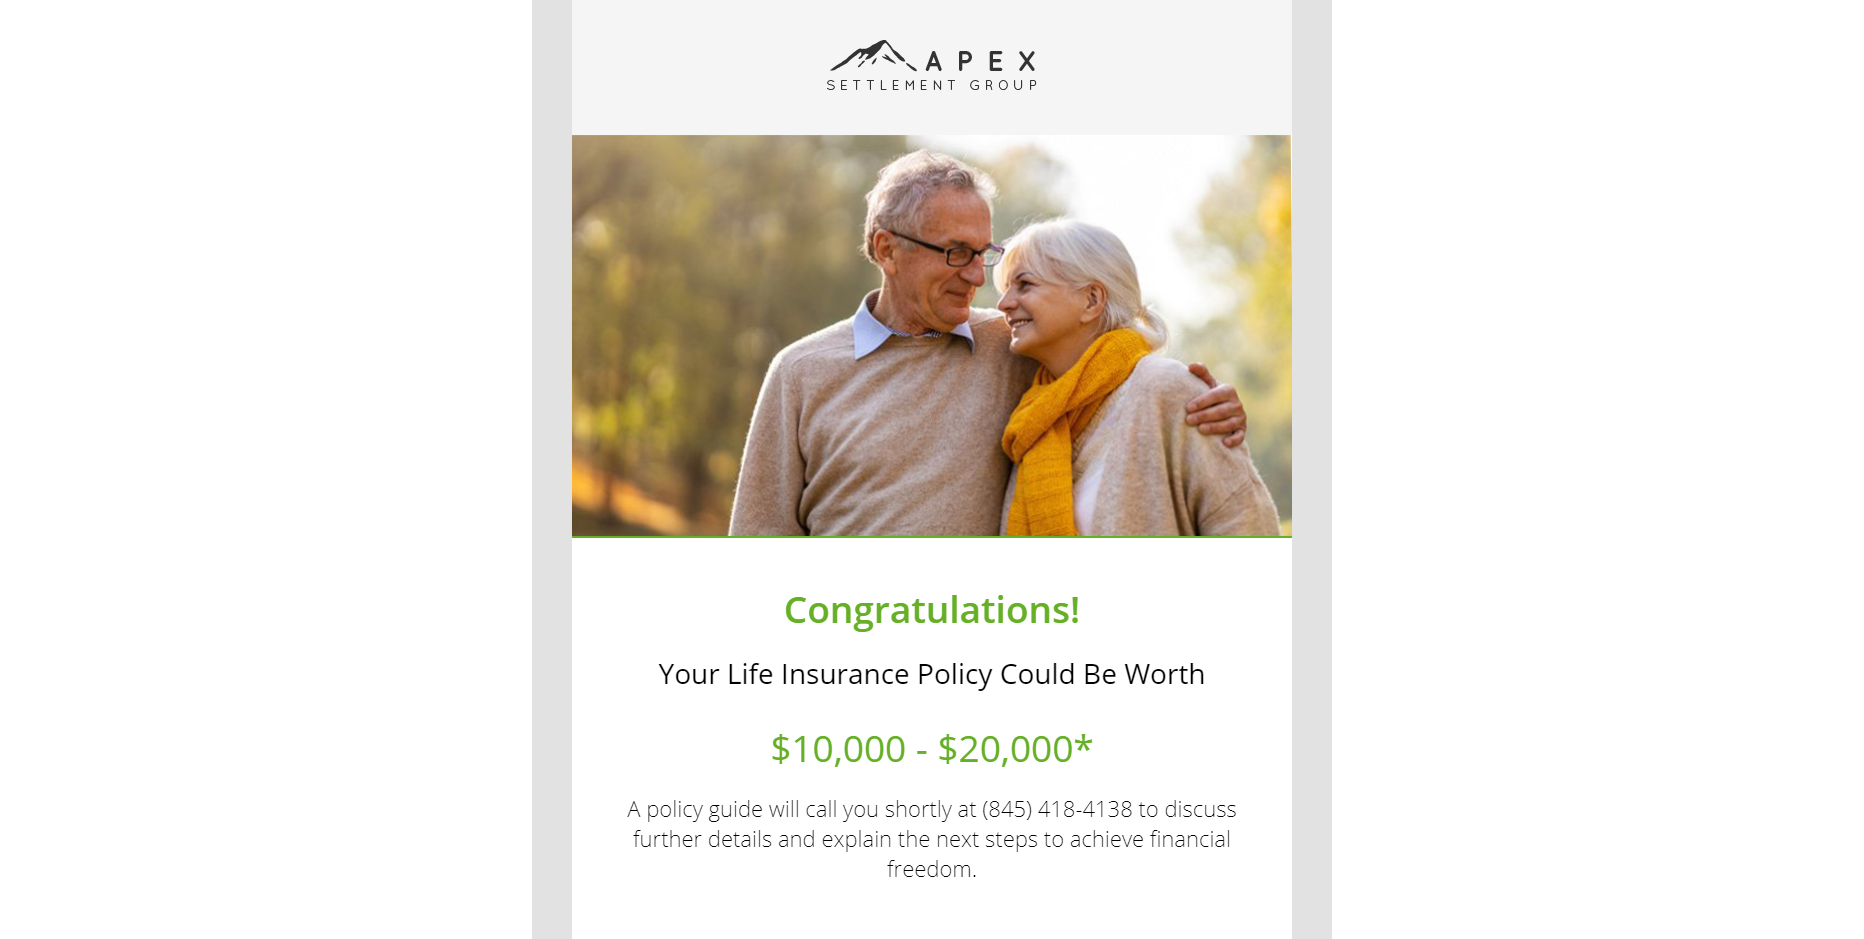 APEX
SETTLEMENT GROUP
Congratulations!
Your Life Insurance Policy Could Be Worth
$10,000 - $20,000*
A policy guide will call you shortly at (845) 418-4138 to discuss
further details and explain the next steps to achieve financial
freedom.